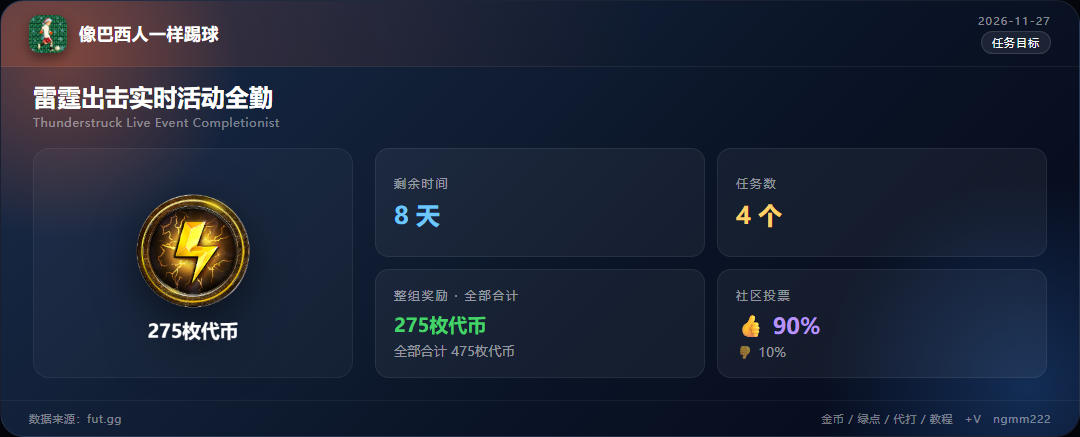 像巴西人一样踢球
2026-11-27
任务目标
雷霆出击实时活动全勤
Thunderstruck Live Event Completionist
275枚代币
剩余时间
8 天
任务数
4 个
整组奖励 · 全部合计
275枚代币
全部合计 475枚代币
社区投票
👍 90%
👎 10%
数据来源：fut.gg
金币 / 绿点 / 代打 / 教程 +V ngmm222